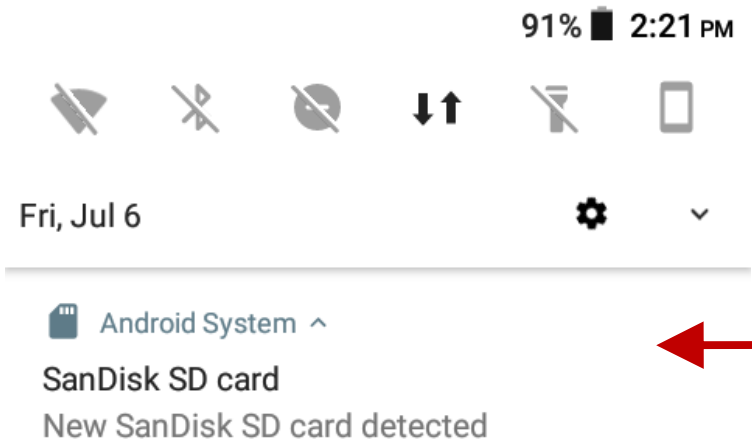 91% 2:21 PM
Fri, Jul 6
Android System
SanDisk SD card
New SanDisk SD card detected